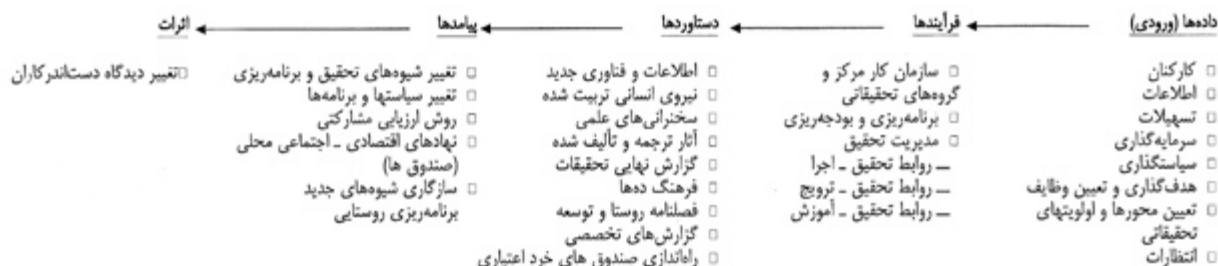 داده‌ها (ورودی)
فرآیندها
دستاوردها
پیامدها
اثرات
□ کارکنان
□ اطلاعات
□ تسهیلات
□ سرمایه‌گذاری
□ سیاستگذاری
□ هدف‌گذاری و تعیین وظایف
□ تعیین محورها و اولویتهای
تحقیقاتی
□ انتظارات
□ سازمان کار مرکز و
گروه‌های تحقیقاتی
□ برنامه‌ریزی و بودجه‌ریزی
□ مدیریت تحقیق
ـ روابط تحقیق ـ اجرا
ـ روابط تحقیق ـ ترویج
ـ روابط تحقیق ـ آموزش
□ اطلاعات و فناوری جدید
□ نیروی انسانی تربیت شده
□ سخنرانی‌های علمی
□ آثار ترجمه و تألیف شده
□ گزارش نهایی تحقیقات
□ فرهنگ ده‌ها
□ فصلنامه روستا و توسعه
□ گزارش‌های تخصصی
□ راه‌اندازی صندوق های خرد اعتباری
□ تغییر شیوه‌های تحقیق و برنامه‌ریزی
□ تغییر سیاستها و برنامه‌ها
□ روش ارزیابی مشارکتی
□ نهادهای اقتصادی ـ اجتماعی محلی
(صندوق ها)
□ سازگاری شیوه‌های جدید
برنامه‌ریزی روستایی
□تغییر دیدگاه دست‌اندرکاران